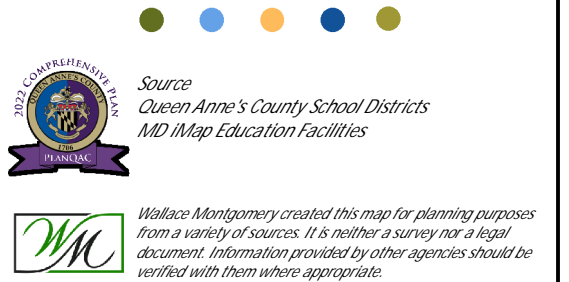 2022 COMPREHENSIVE PLAN
QUEEN ANNE'S COUNTY
1706
PLANQAC
Source
Queen Anne's County School Districts
MD iMap Education Facilities
WM
Wallace Montgomery created this map for planning purposes
from a variety of sources. It is neither a survey nor a legal
document. Information provided by other agencies should be
verified with them where appropriate.